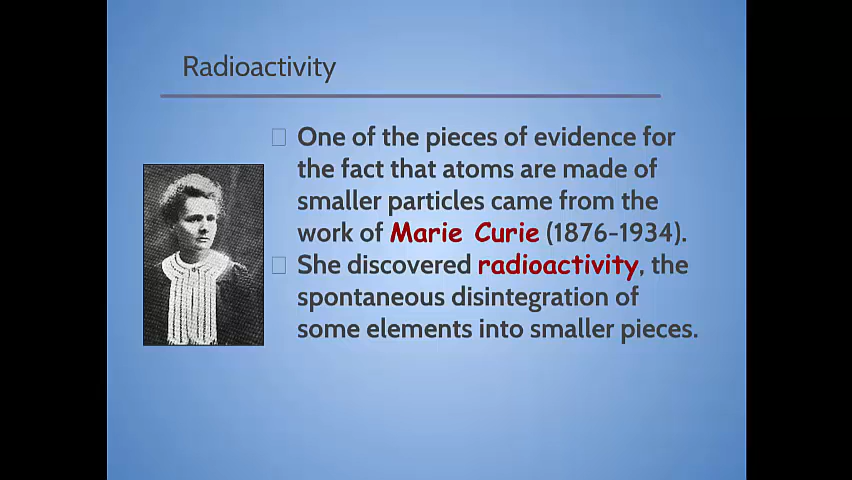 Radioactivity
One of the pieces of evidence for
the fact that atoms are made of
smaller particles came from the
work of Marie Curie (1876-1934).
She discovered radioactivity, the
spontaneous disintegration of
some elements into smaller pieces.